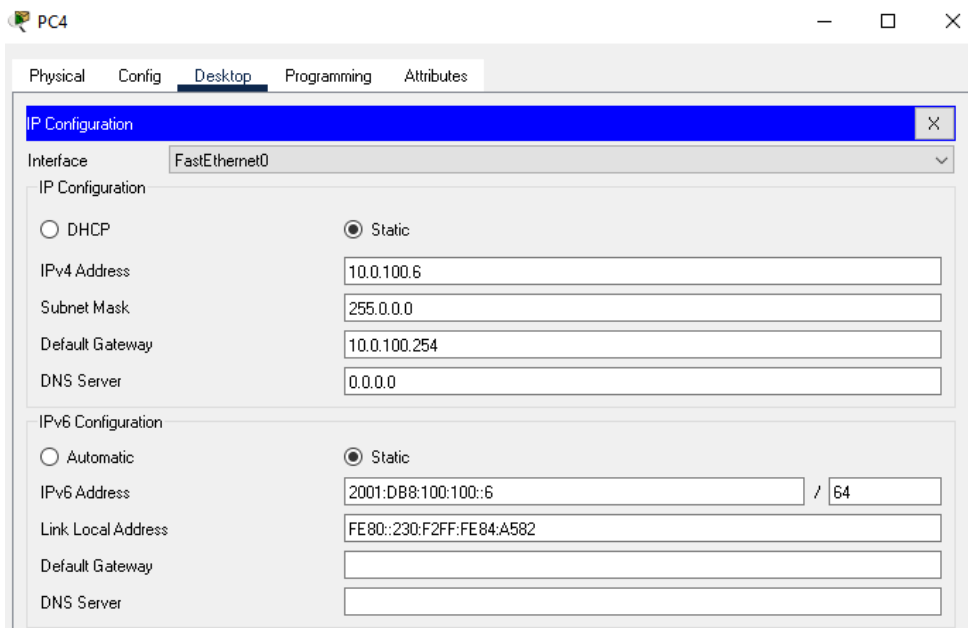 PC4
Physical Config Desktop Programming Attributes
IP Configuration X
Interface FastEthernet0
IP Configuration
DHCP Static
IPv4 Address 10.0.100.6
Subnet Mask 255.0.0.0
Default Gateway 10.0.100.254
DNS Server 0.0.0.0
IPv6 Configuration
Automatic Static
IPv6 Address 2001:DB8:100:100::6 / 64
Link Local Address FE80::230:F2FF:FE84:A582
Default Gateway
DNS Server